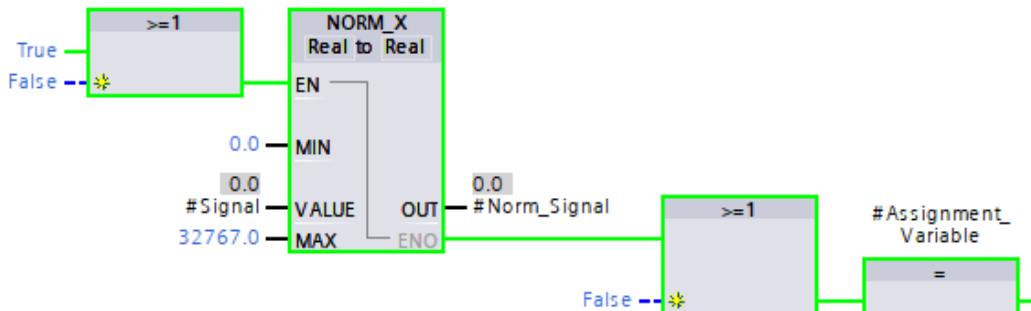 >=1
True
False
NORM_X
Real to Real
EN
0.0 MIN
0.0
#Signal VALUE
32767.0 MAX
OUT
0.0
#Norm_Signal
ENO
>=1
False
#Assignment_
Variable
=